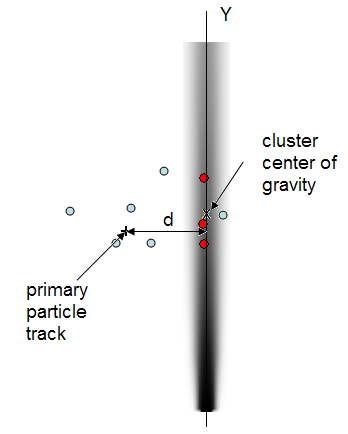 Y
cluster
center of
gravity
d
primary
particle
track